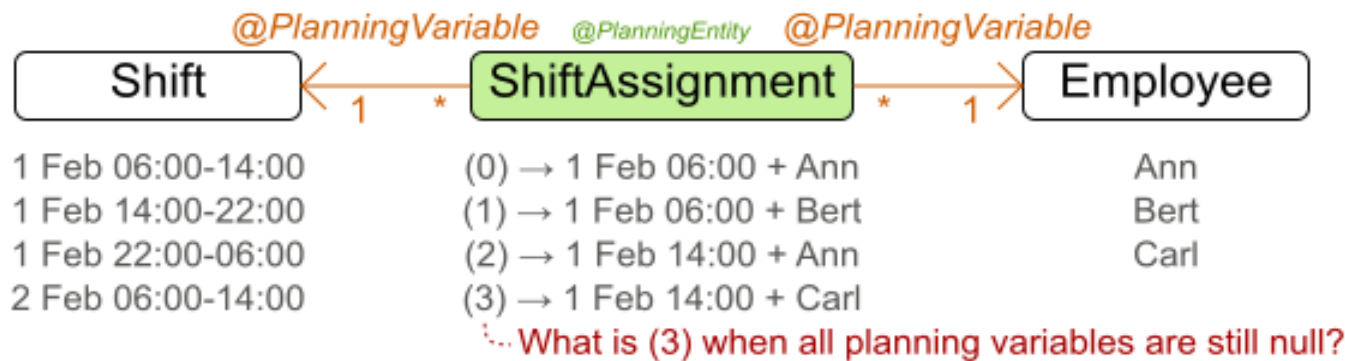 @PlanningVariable @PlanningEntity @PlanningVariable
Shift 1 * ShiftAssignment * 1 Employee
1 Feb 06:00-14:00 (0) → 1 Feb 06:00 + Ann Ann
1 Feb 14:00-22:00 (1) → 1 Feb 06:00 + Bert Bert
1 Feb 22:00-06:00 (2) → 1 Feb 14:00 + Ann Carl
2 Feb 06:00-14:00 (3) → 1 Feb 14:00 + Carl
What is (3) when all planning variables are still null?